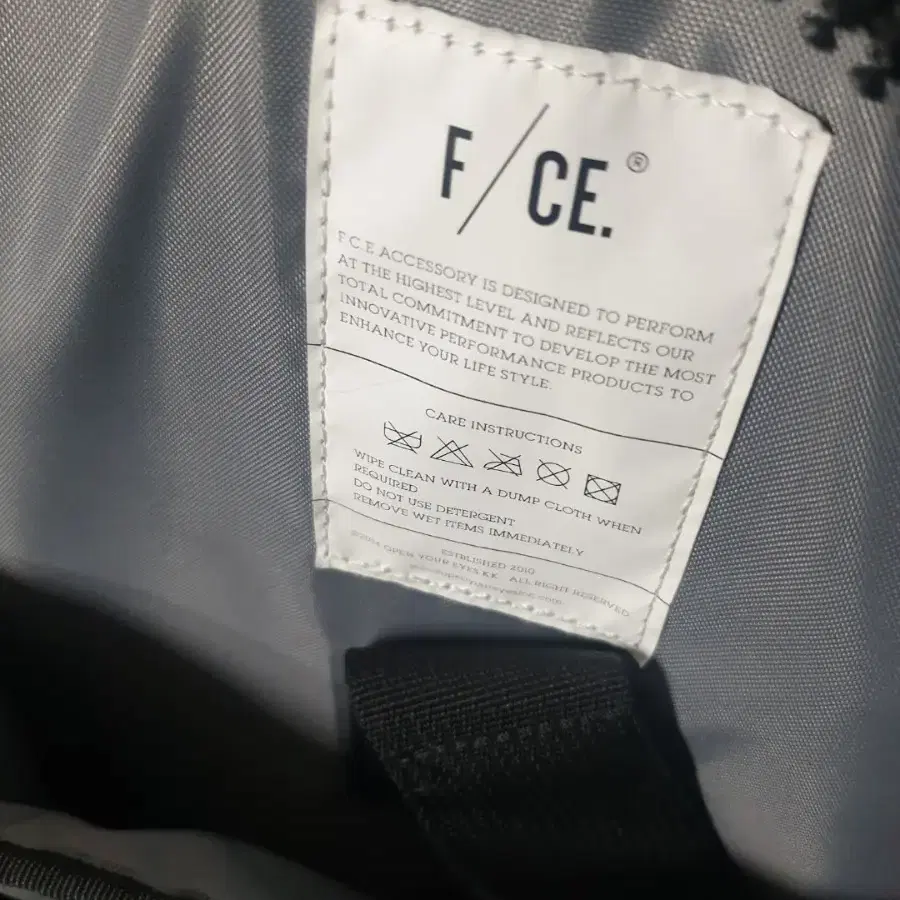 F/CE.®
F.C.E ACCESSORY IS DESIGNED TO PERFORM
AT THE HIGHEST LEVEL AND REFLECTS OUR
TOTAL COMMITMENT TO DEVELOP THE MOST
INNOVATIVE PERFORMANCE PRODUCTS TO
ENHANCE YOUR LIFE STYLE.
CARE INSTRUCTIONS
WIPE CLEAN WITH A DUMP CLOTH WHEN
REQUIRED
DO NOT USE DETERGENT
REMOVE WET ITEMS IMMEDIATELY
ESTBLISHED 2010
©2014 OPEN YOUR EYES K.K ALL RIGHT RESERVED